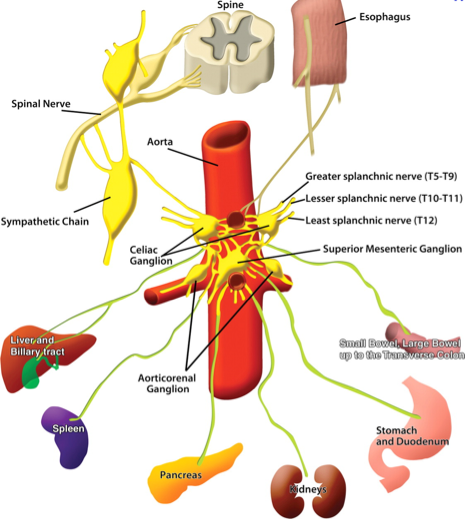 Spine
Esophagus
Spinal Nerve
Aorta
Greater splanchnic nerve (T5-T9)
Lesser splanchnic nerve (T10-T11)
Least splanchnic nerve (T12)
Sympathetic Chain
Celiac
Ganglion
Superior Mesenteric Ganglion
Liver and
Billary tract
Small Bowel, Large Bowel
up to the Transverse Colon
Aorticorenal
Ganglion
Spleen
Stomach
and Duodenum
Pancreas
Kidneys